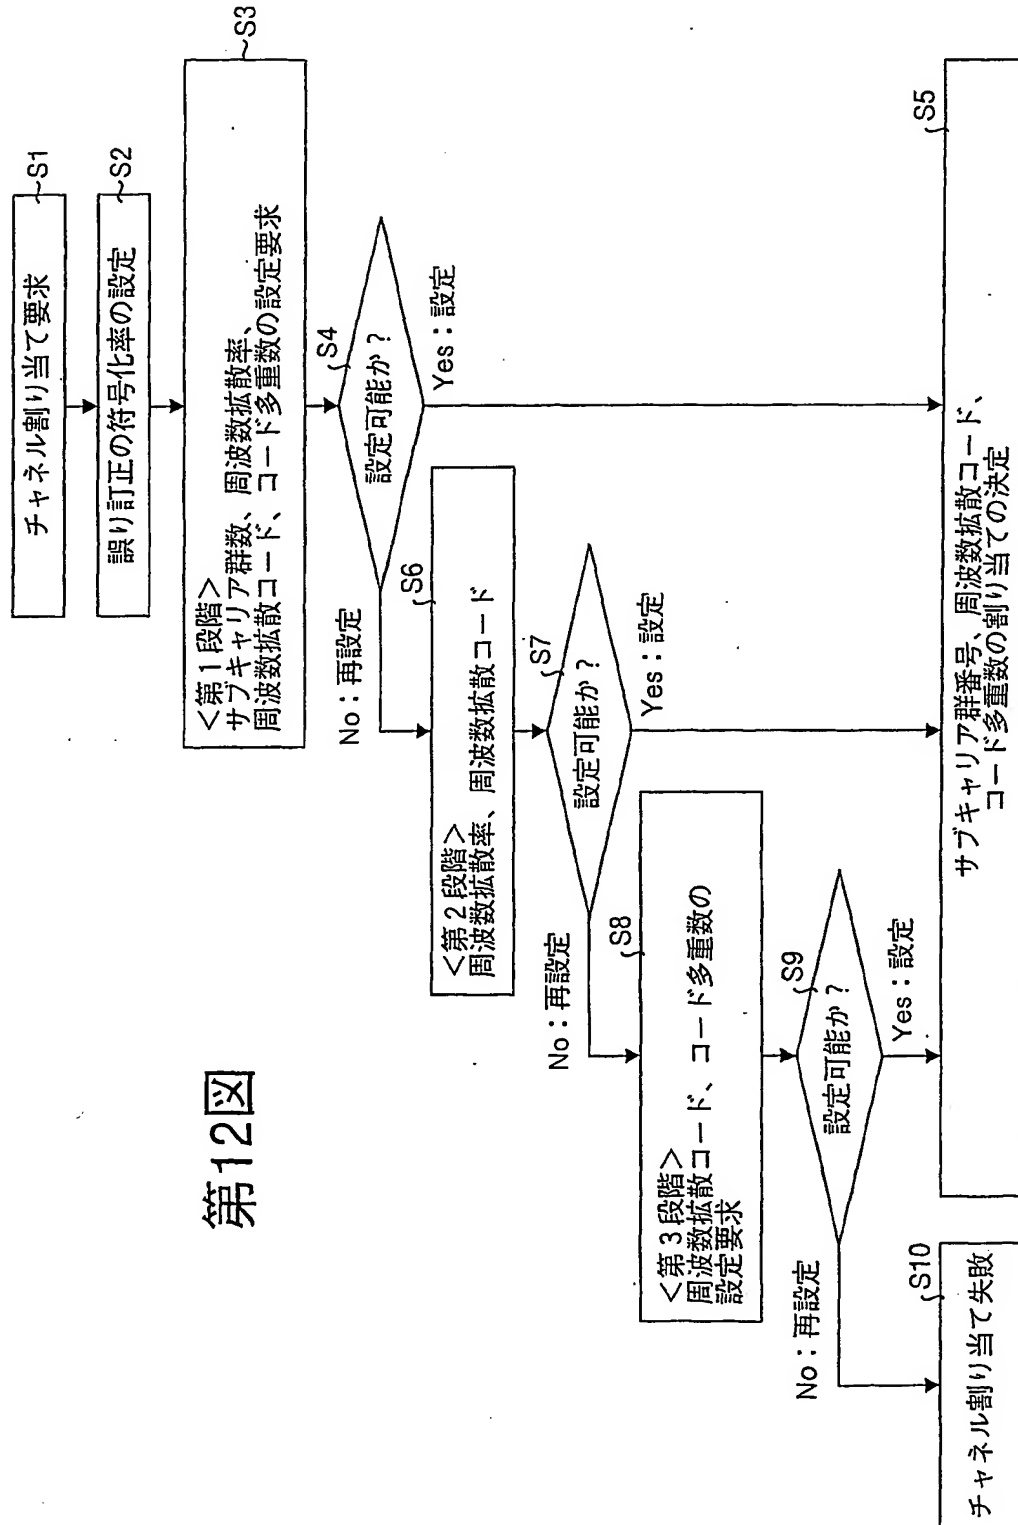 第12図
チャネル割り当て要求
S1
誤り訂正の符号化率の設定
S2
<第1段階>
サブキャリア群数、周波数拡散率、
周波数拡散コード、コード多重数の設定要求
S3
設定可能か?
S4
Yes:設定
No:再設定
<第2段階>
周波数拡散率、周波数拡散コード
S6
設定可能か?
S7
Yes:設定
No:再設定
<第3段階>
周波数拡散コード、コード多重数の
設定要求
S8
設定可能か?
S9
Yes:設定
No:再設定
サブキャリア群番号、周波数拡散コード、
コード多重数の割り当ての決定
S5
チャネル割り当て失敗
S10